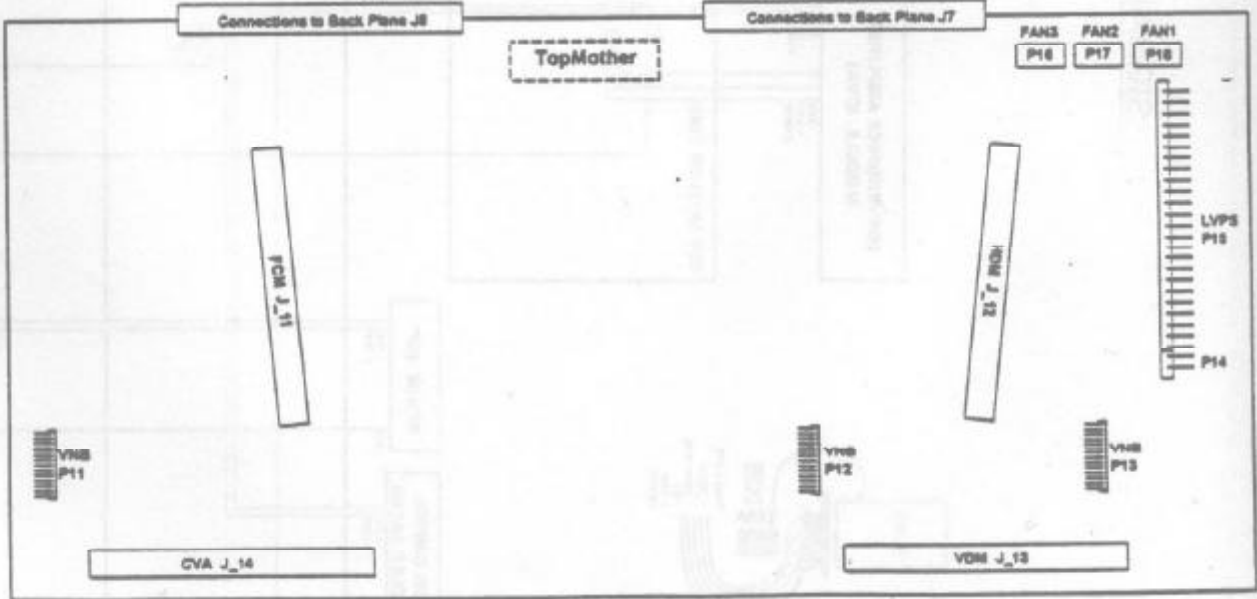 Connections to Back Plane J8
Connections to Back Plane J7
TopMother
FAN3 FAN2 FAN1
P16 P17 P18
LVPS
P15
FCM J_11
HDM J_12
P14
VNB
P11
VNB
P12
VNB
P13
CVA J_14
VDM J_13